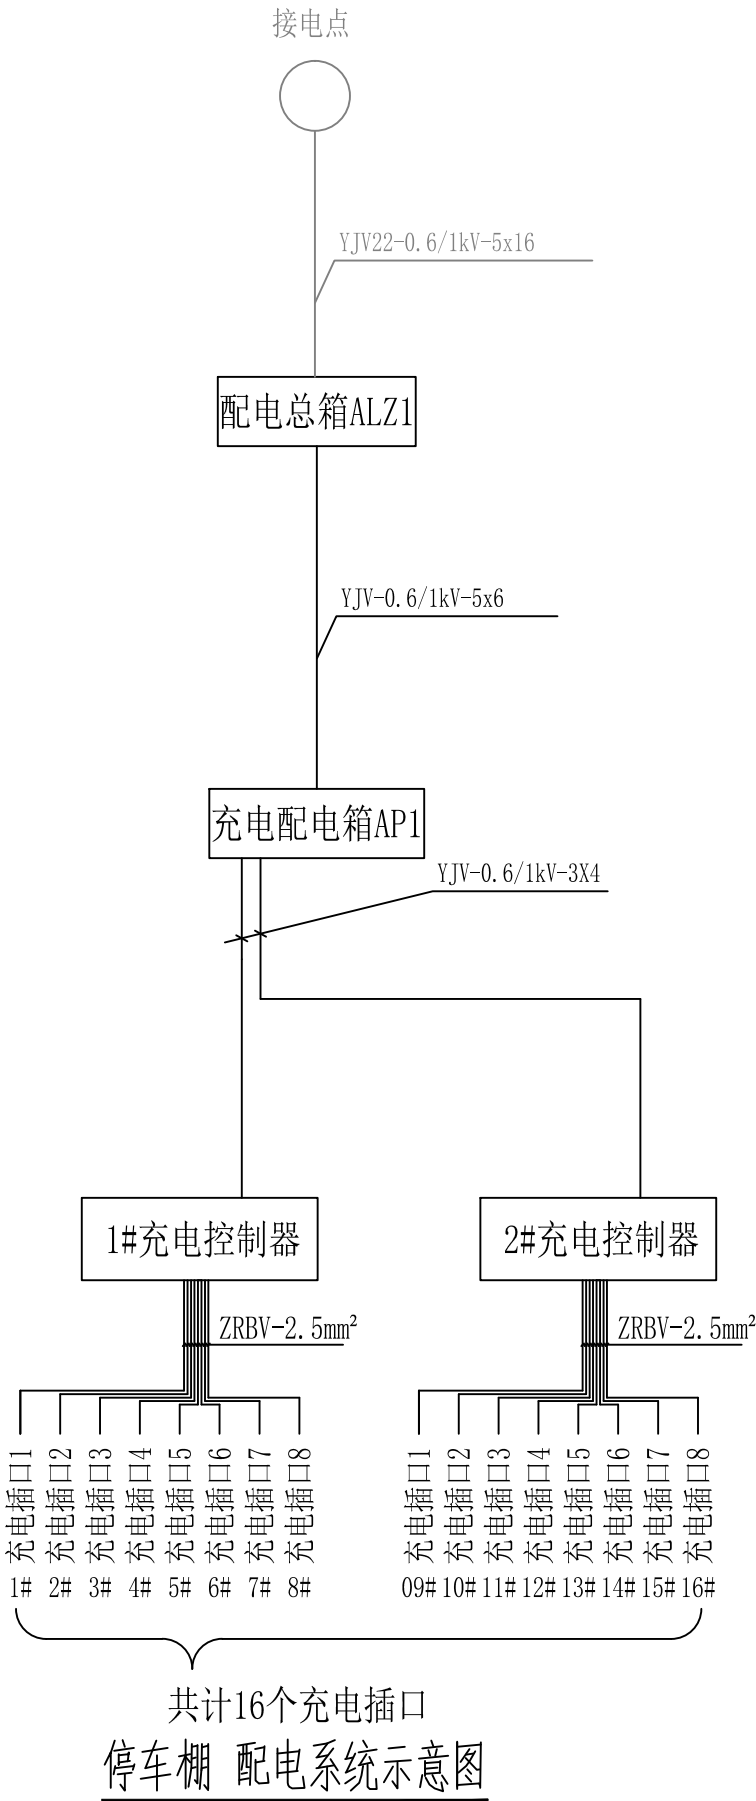 接电点
YJV22-0.6/1kV-5x16
配电总箱ALZ1
YJV-0.6/1kV-5x6
充电配电箱AP1
YJV-0.6/1kV-3X4
1#充电控制器
2#充电控制器
ZRBV-2.5mm²
ZRBV-2.5mm²
充电插口1
充电插口2
充电插口3
充电插口4
充电插口5
充电插口6
充电插口7
充电插口8
充电插口1
充电插口2
充电插口3
充电插口4
充电插口5
充电插口6
充电插口7
充电插口8
1# 2# 3# 4# 5# 6# 7# 8#
09# 10# 11# 12# 13# 14# 15# 16#
共计16个充电插口
停车棚 配电系统示意图